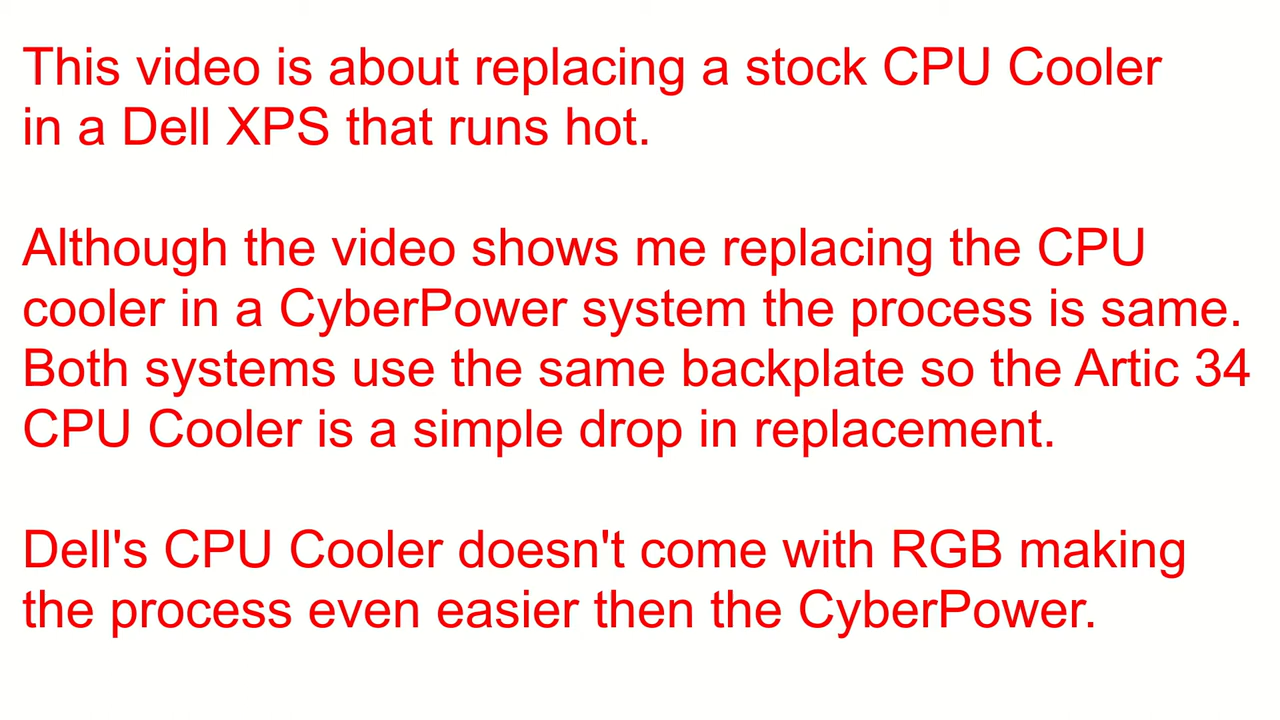 This video is about replacing a stock CPU Cooler
in a Dell XPS that runs hot.
Although the video shows me replacing the CPU
cooler in a CyberPower system the process is same.
Both systems use the same backplate so the Artic 34
CPU Cooler is a simple drop in replacement.
Dell's CPU Cooler doesn't come with RGB making
the process even easier then the CyberPower.